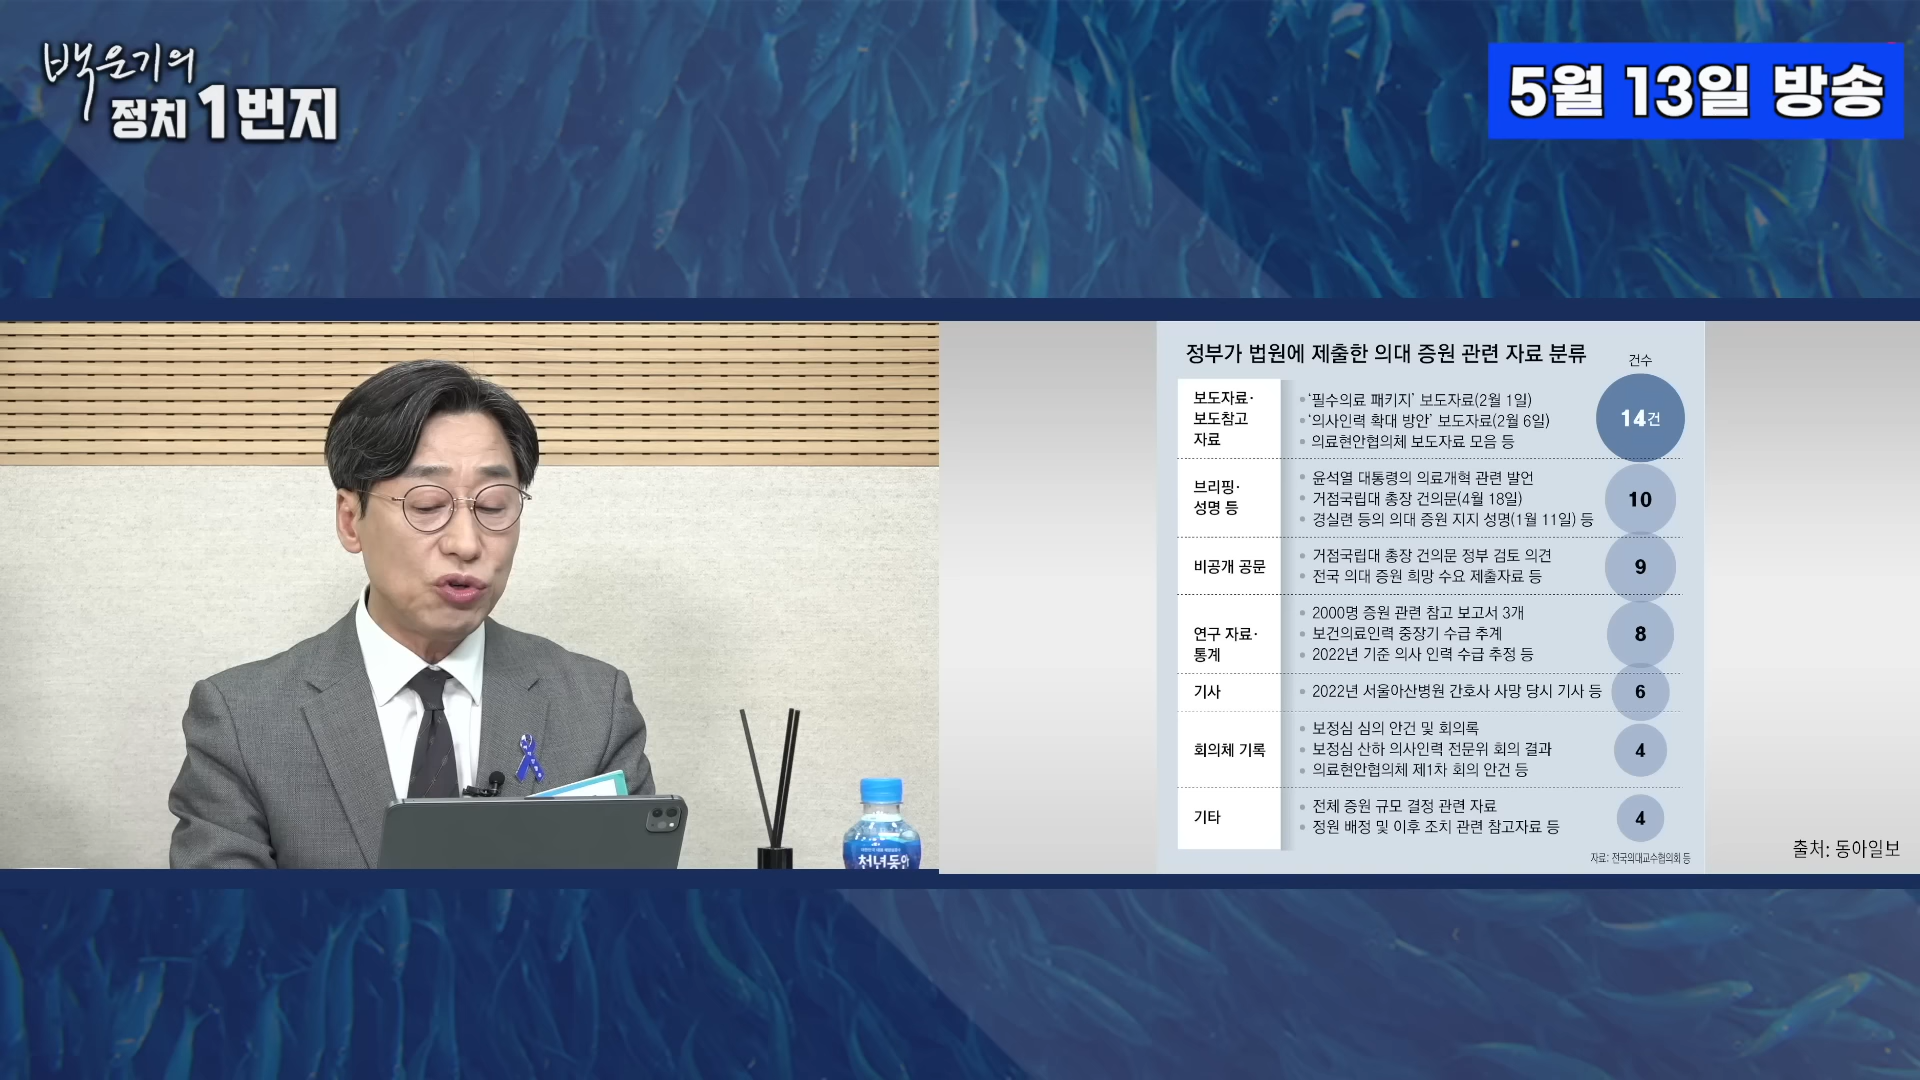 백운기의
정치 1번지
5월 13일 방송
정부가 법원에 제출한 의대 증원 관련 자료 분류
건수
보도자료·
보도참고
자료
•‘필수의료 패키지’ 보도자료(2월 1일)
•‘의사인력 확대 방안’ 보도자료(2월 6일)
• 의료현안협의체 보도자료 모음 등
14건
브리핑·
성명 등
• 윤석열 대통령의 의료개혁 관련 발언
• 거점국립대 총장 건의문(4월 18일)
• 경실련 등의 의대 증원 지지 성명(1월 11일) 등
10
비공개 공문
• 거점국립대 총장 건의문 정부 검토 의견
• 전국 의대 증원 희망 수요 제출자료 등
9
연구 자료·
통계
• 2000명 증원 관련 참고 보고서 3개
• 보건의료인력 중장기 수급 추계
• 2022년 기준 의사 인력 수급 추정 등
8
기사
• 2022년 서울아산병원 간호사 사망 당시 기사 등
6
회의체 기록
• 보정심 심의 안건 및 회의록
• 보정심 산하 의사인력 전문위 회의 결과
• 의료현안협의체 제1차 회의 안건 등
4
기타
• 전체 증원 규모 결정 관련 자료
• 정원 배정 및 이후 조치 관련 참고자료 등
4
자료: 전국의대교수협의회 등
출처: 동아일보
천년동안